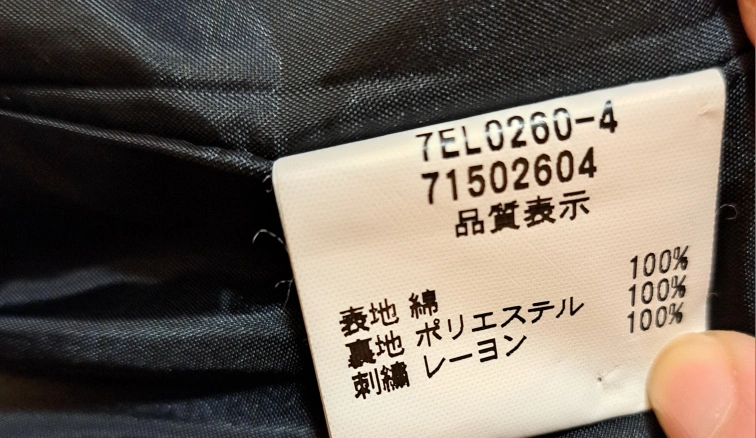 7EL0260-4
71502604
品質表示
表地 綿 100%
裏地 ポリエステル 100%
刺繍 レーヨン 100%